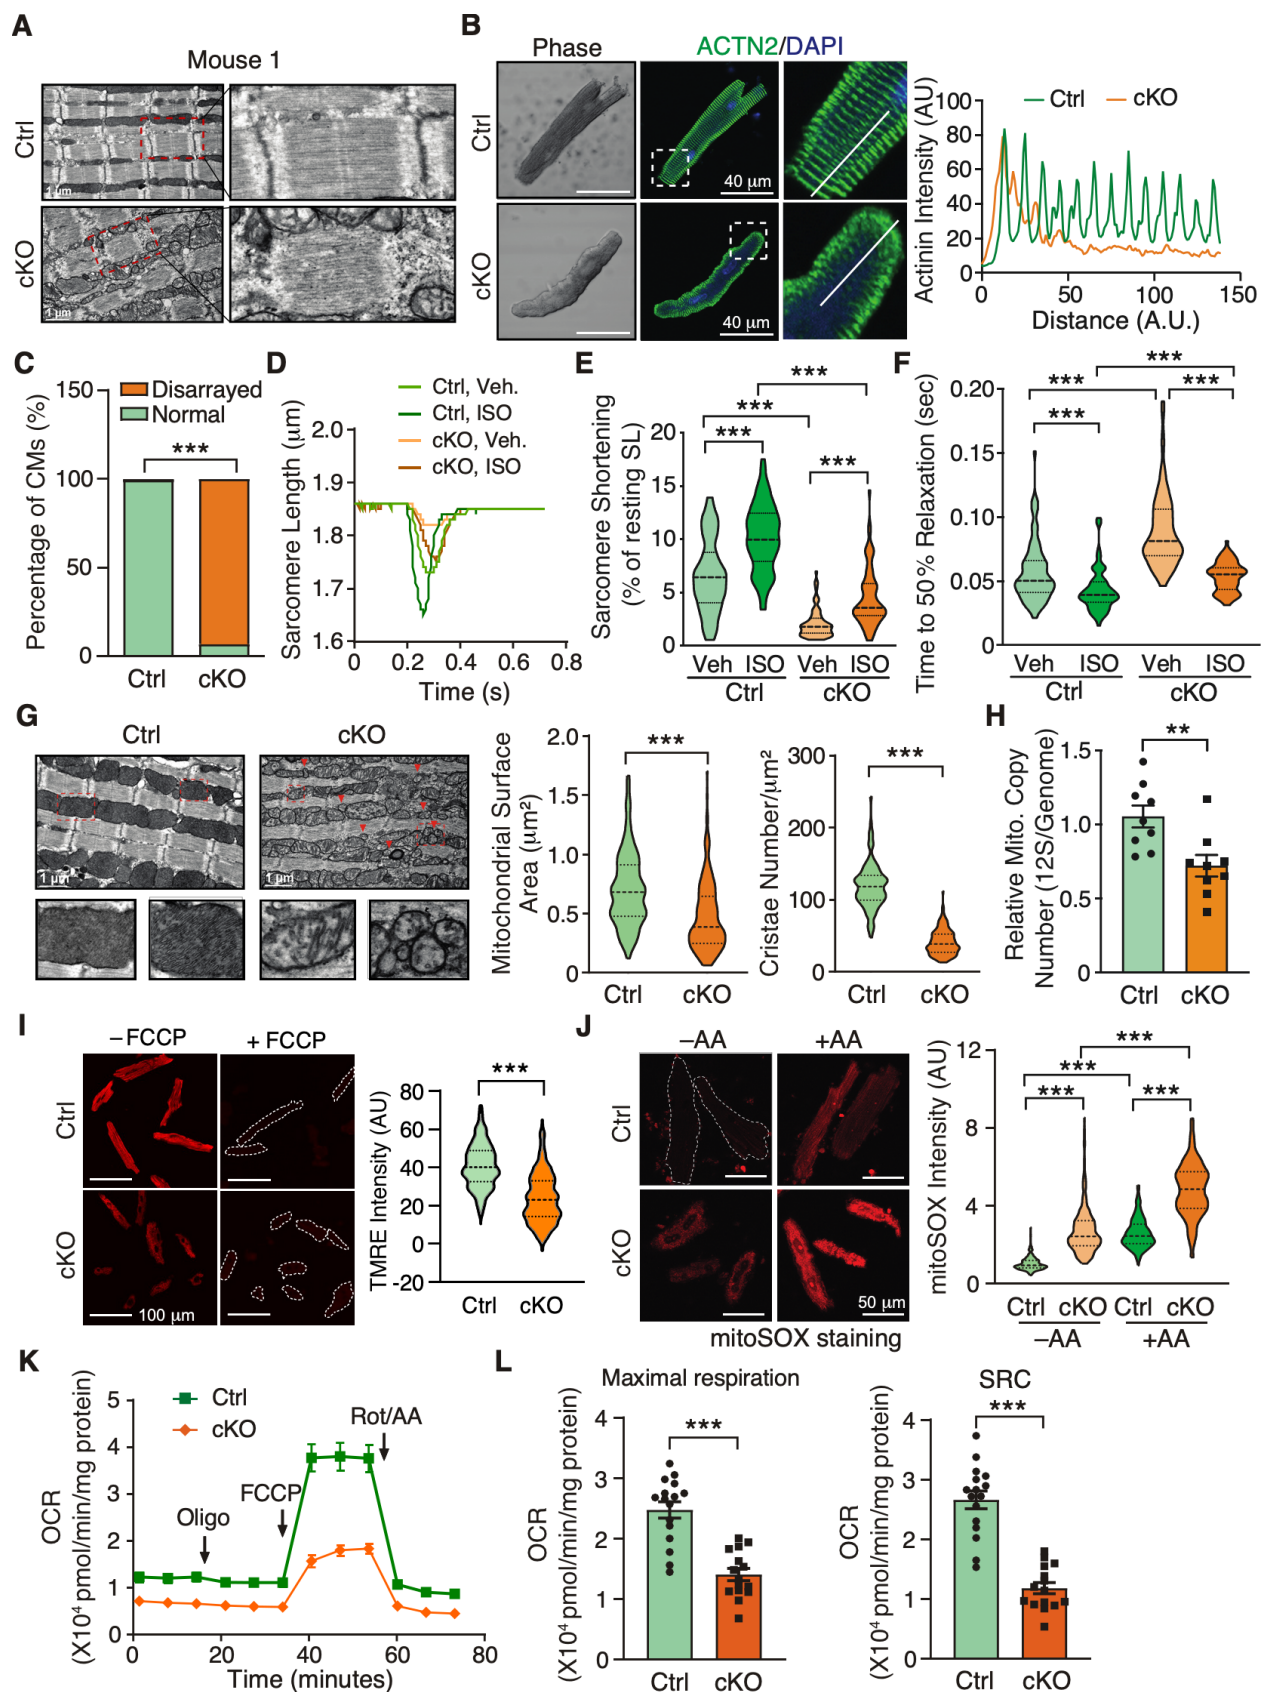 A
Mouse 1
Ctrl
1 µm
cKO
1 µm
B
Phase
ACTN2/DAPI
Ctrl
40 µm
cKO
40 µm
Actinin Intensity (AU)
Ctrl
cKO
100
80
60
40
20
0
0
50
100
150
Distance (A.U.)
C
Disarrayed
Normal
Percentage of CMs (%)
150
100
50
0
***
Ctrl
cKO
D
Ctrl, Veh.
Ctrl, ISO
cKO, Veh.
cKO, ISO
Sarcomere Length (µm)
2.0
1.9
1.8
1.7
1.6
0
0.2
0.4
0.6
0.8
Time (s)
E
Sarcomere Shortening
(% of resting SL)
20
15
10
5
0
***
***
***
***
Veh
ISO
Veh
ISO
Ctrl
cKO
F
Time to 50% Relaxation (sec)
0.20
0.15
0.10
0.05
0
***
***
***
***
Veh
ISO
Veh
ISO
Ctrl
cKO
G
Ctrl
cKO
1 µm
1 µm
Mitochondrial Surface
Area (µm²)
2.0
1.5
1.0
0.5
0
***
Ctrl
cKO
Cristae Number/µm²
300
200
100
0
***
Ctrl
cKO
H
Relative Mito. Copy
Number (12S/Genome)
1.5
1.0
0.5
0
**
Ctrl
cKO
I
–FCCP
+ FCCP
Ctrl
cKO
100 µm
TMRE Intensity (AU)
80
60
40
20
0
-20
***
Ctrl
cKO
J
–AA
+AA
Ctrl
cKO
50 µm
mitoSOX staining
mitoSOX Intensity (AU)
12
8
4
0
***
***
***
***
Ctrl
cKO
Ctrl
cKO
–AA
+AA
K
OCR
(X10⁴ pmol/min/mg protein)
5
4
3
2
1
0
Ctrl
cKO
Oligo
FCCP
Rot/AA
0
20
40
60
80
Time (minutes)
L
Maximal respiration
OCR
(X10⁴ pmol/min/mg protein)
4
3
2
1
0
***
Ctrl
cKO
SRC
OCR
(X10⁴ pmol/min/mg protein)
4
3
2
1
0
***
Ctrl
cKO